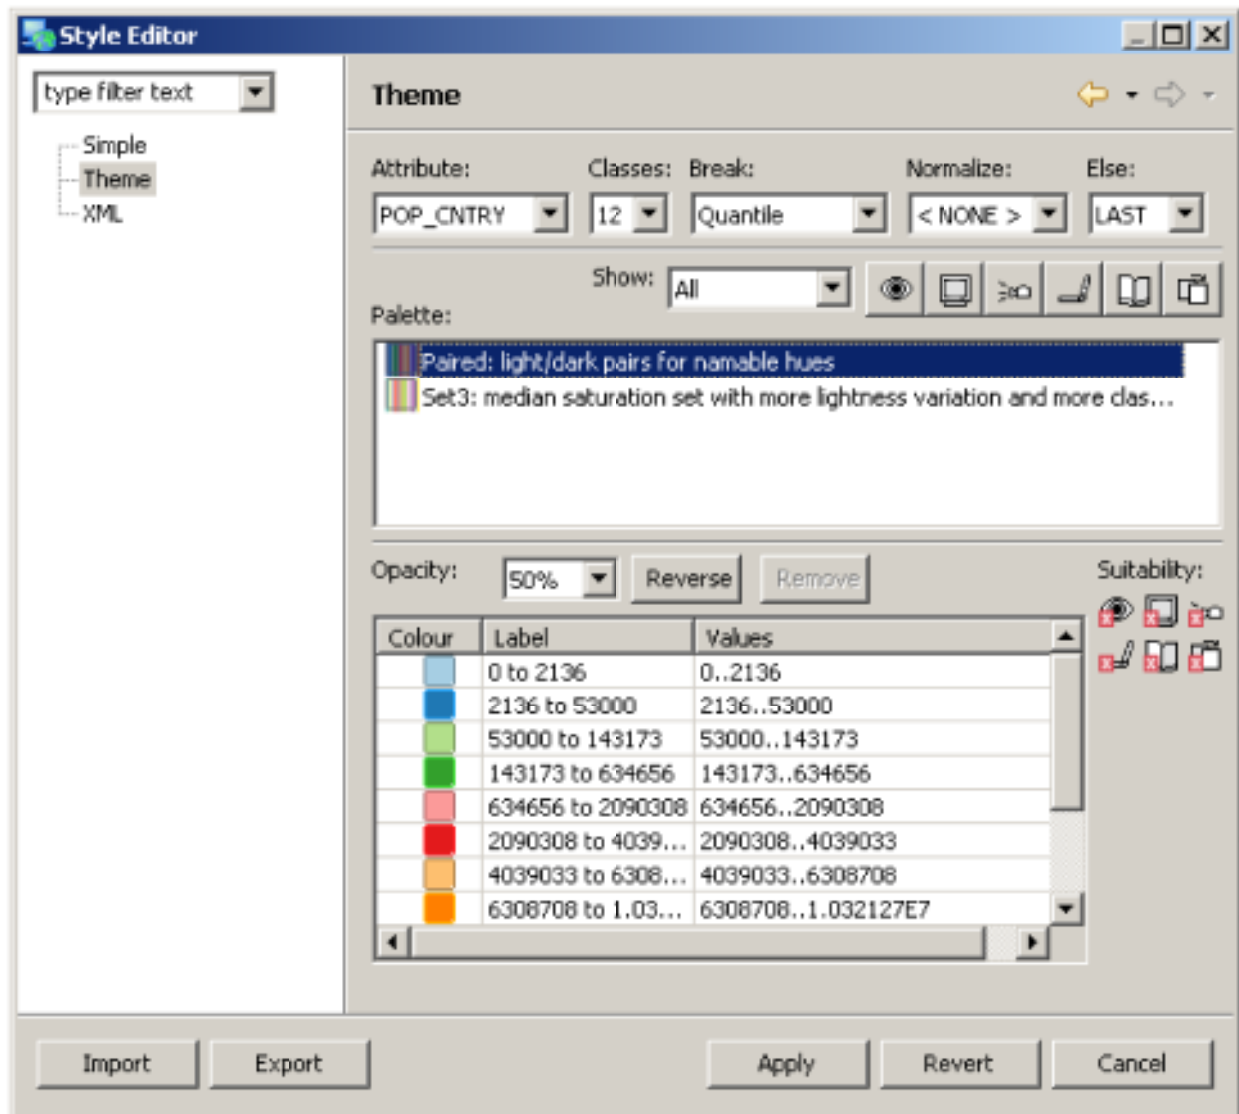 Style Editor
type filter text
Simple
Theme
XML
Theme
Attribute: Classes: Break: Normalize: Else:
POP_CNTRY 12 Quantile < NONE > LAST
Show: All
Palette:
Paired: light/dark pairs for namable hues
Set3: median saturation set with more lightness variation and more clas...
Opacity: 50% Reverse Remove Suitability:
Colour Label Values
0 to 2136 0..2136
2136 to 53000 2136..53000
53000 to 143173 53000..143173
143173 to 634656 143173..634656
634656 to 2090308 634656..2090308
2090308 to 4039... 2090308..4039033
4039033 to 6308... 4039033..6308708
6308708 to 1.03... 6308708..1.032127E7
Import Export Apply Revert Cancel